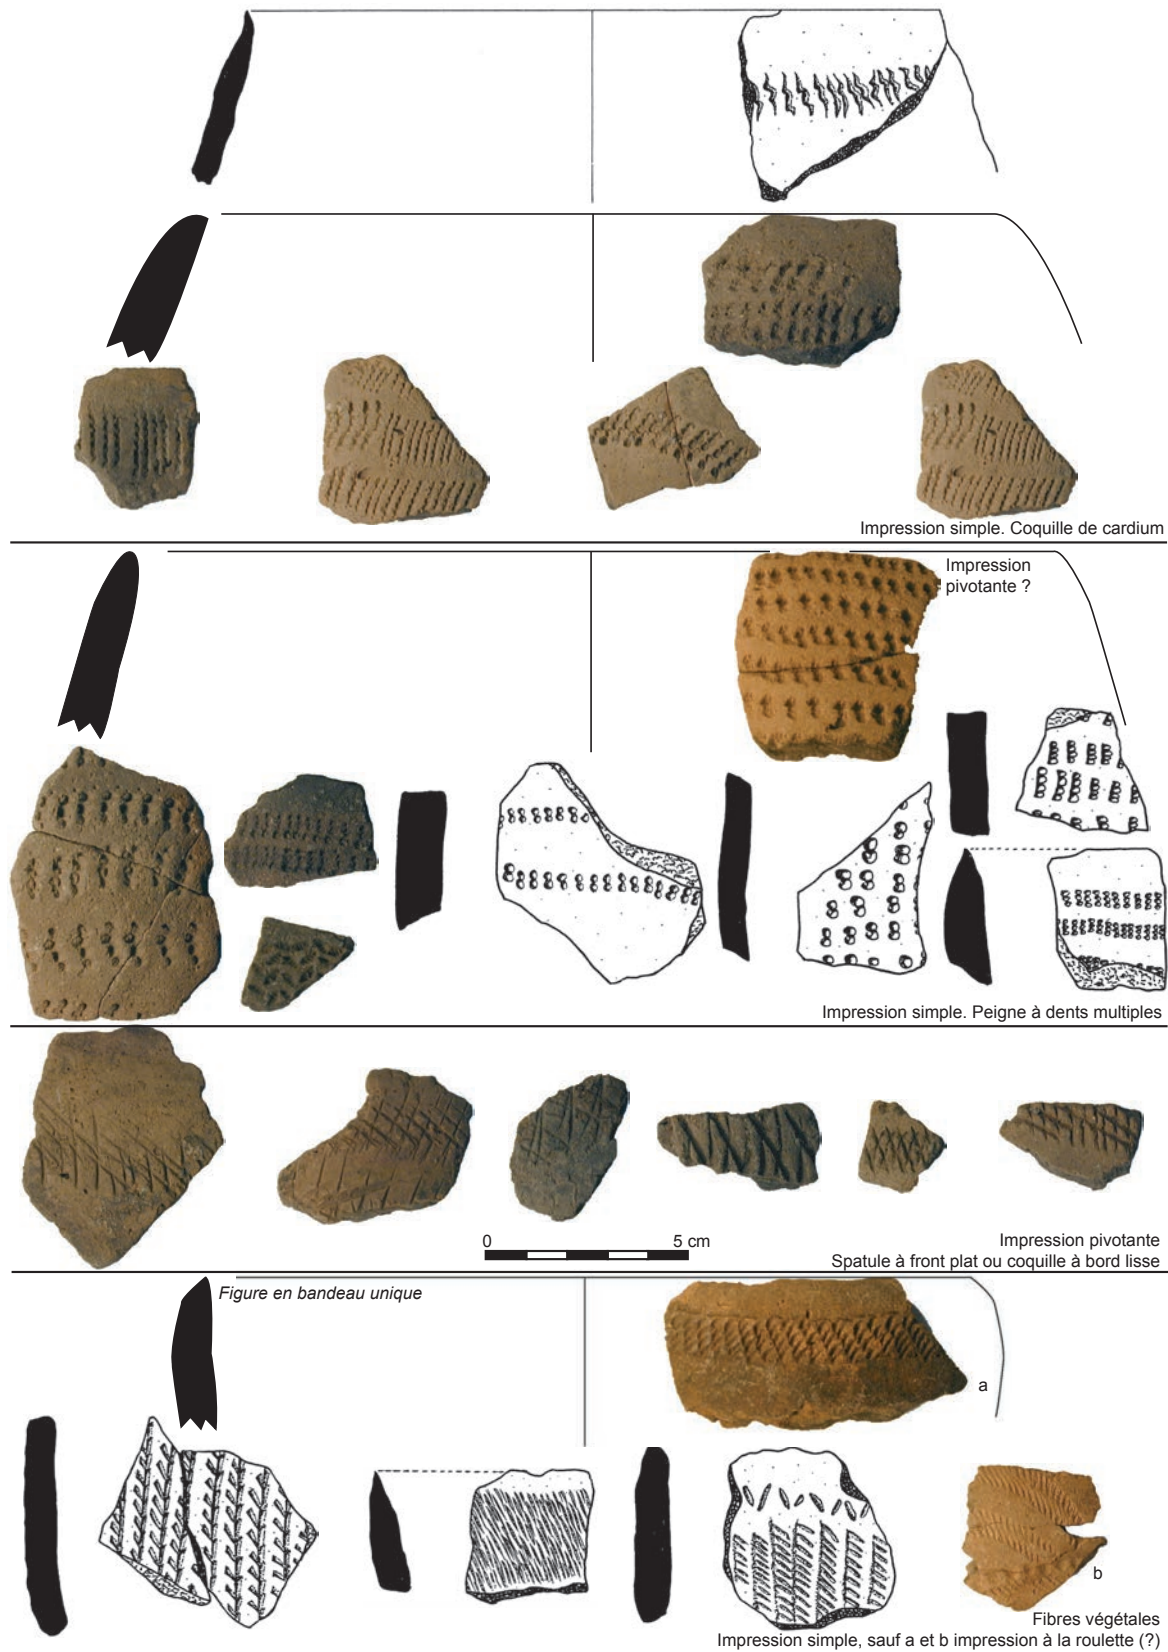 Impression simple. Coquille de cardium
Impression
pivotante ?
Impression simple. Peigne à dents multiples
0 5 cm
Impression pivotante
Spatule à front plat ou coquille à bord lisse
Figure en bandeau unique
a
b
Fibres végétales
Impression simple, sauf a et b impression à la roulette (?)